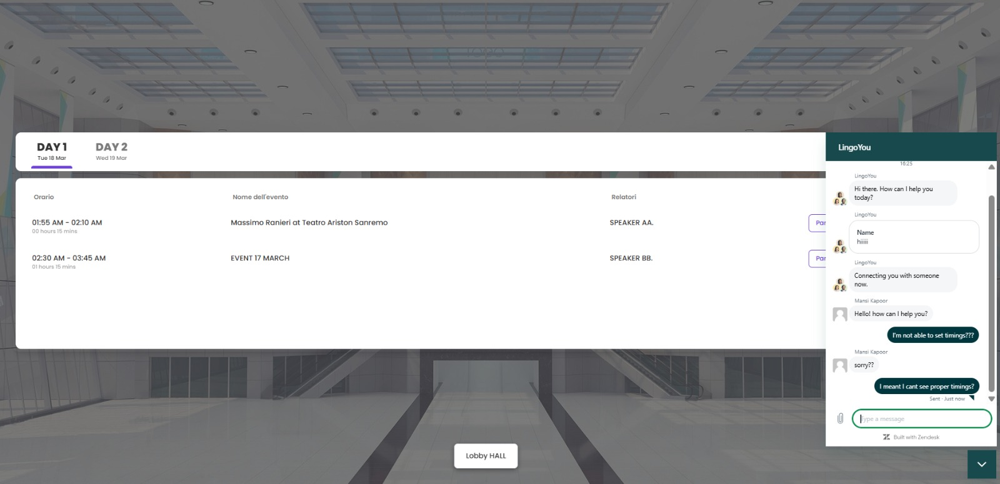 DAY 1
Tue 18 Mar
DAY 2
Wed 19 Mar
Orario
Nome dell'evento
Relatori
01:55 AM - 02:10 AM
00 hours 15 mins
Massimo Ranieri at Teatro Ariston Sanremo
SPEAKER AA.
Par
02:30 AM - 03:45 AM
01 hours 15 mins
EVENT 17 MARCH
SPEAKER BB.
Par
Lobby HALL
LingoYou
16:25
LingoYou
Hi there. How can I help you
today?
LingoYou
Name
hiiiii
LingoYou
Connecting you with someone
now.
Mansi Kapoor
Hello! how can I help you?
I'm not able to set timings???
Mansi Kapoor
sorry??
I meant I cant see proper timings?
Sent · Just now
Type a message
Built with Zendesk